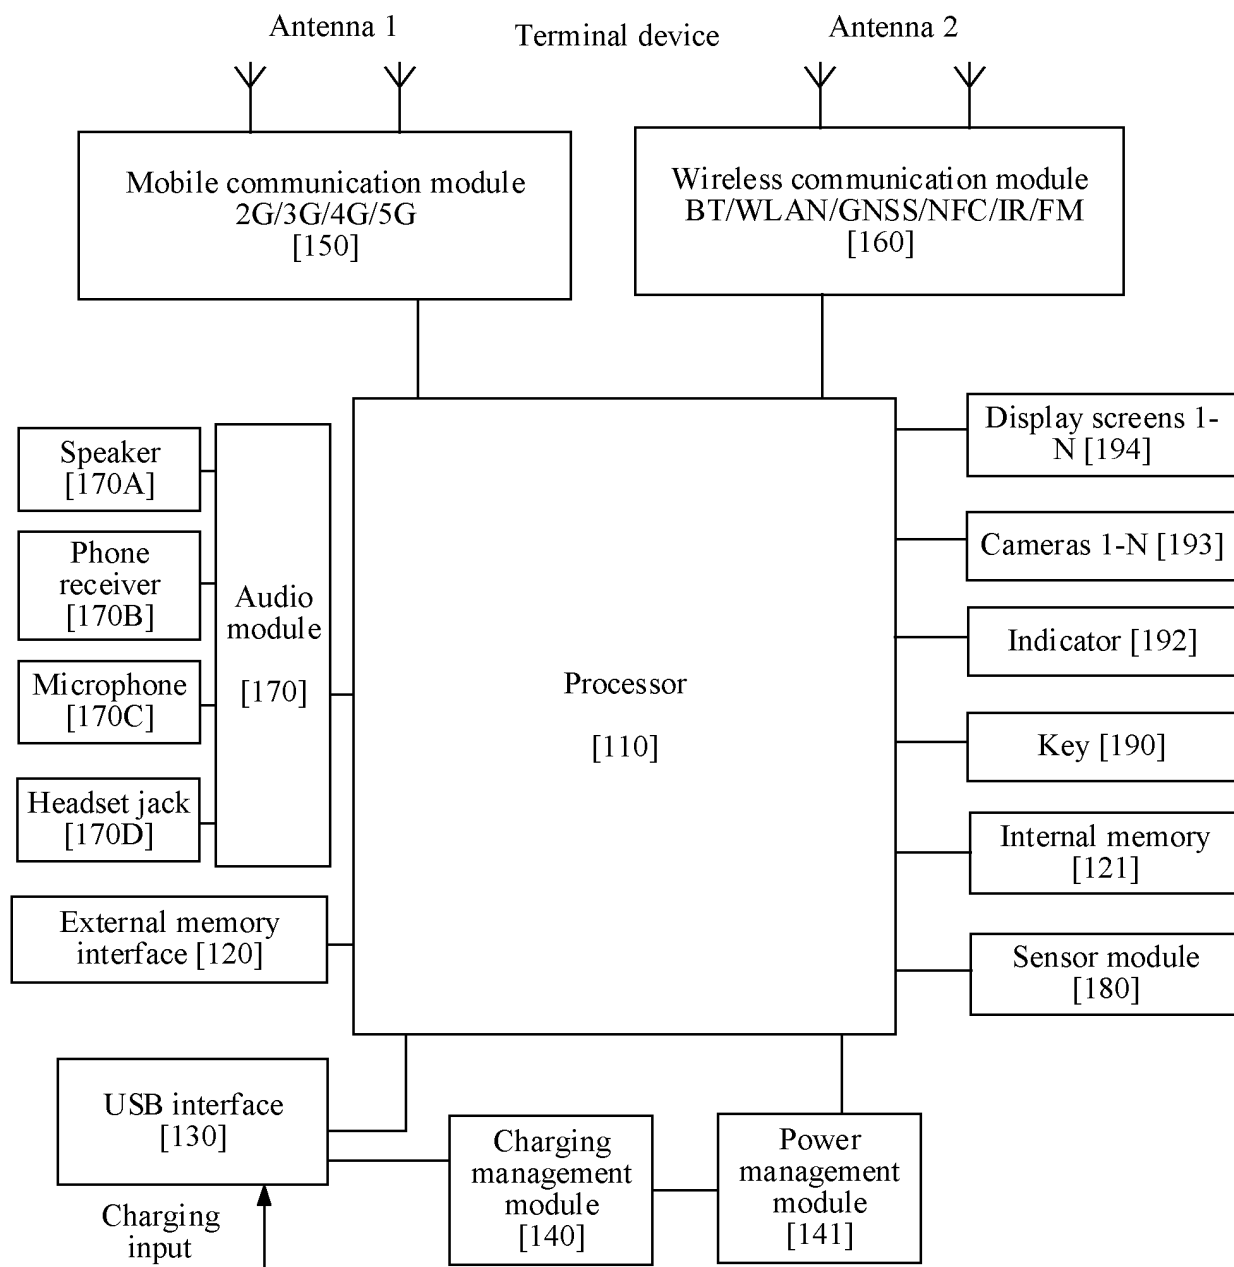 Antenna 1
Terminal device
Antenna 2
Mobile communication module
2G/3G/4G/5G
[150]
Wireless communication module
BT/WLAN/GNSS/NFC/IR/FM
[160]
Speaker
[170A]
Phone
receiver
[170B]
Microphone
[170C]
Headset jack
[170D]
Audio
module
[170]
External memory
interface [120]
Processor
[110]
Display screens 1-
N [194]
Cameras 1-N [193]
Indicator [192]
Key [190]
Internal memory
[121]
Sensor module
[180]
USB interface
[130]
Charging
input
Charging
management
module
[140]
Power
management
module
[141]